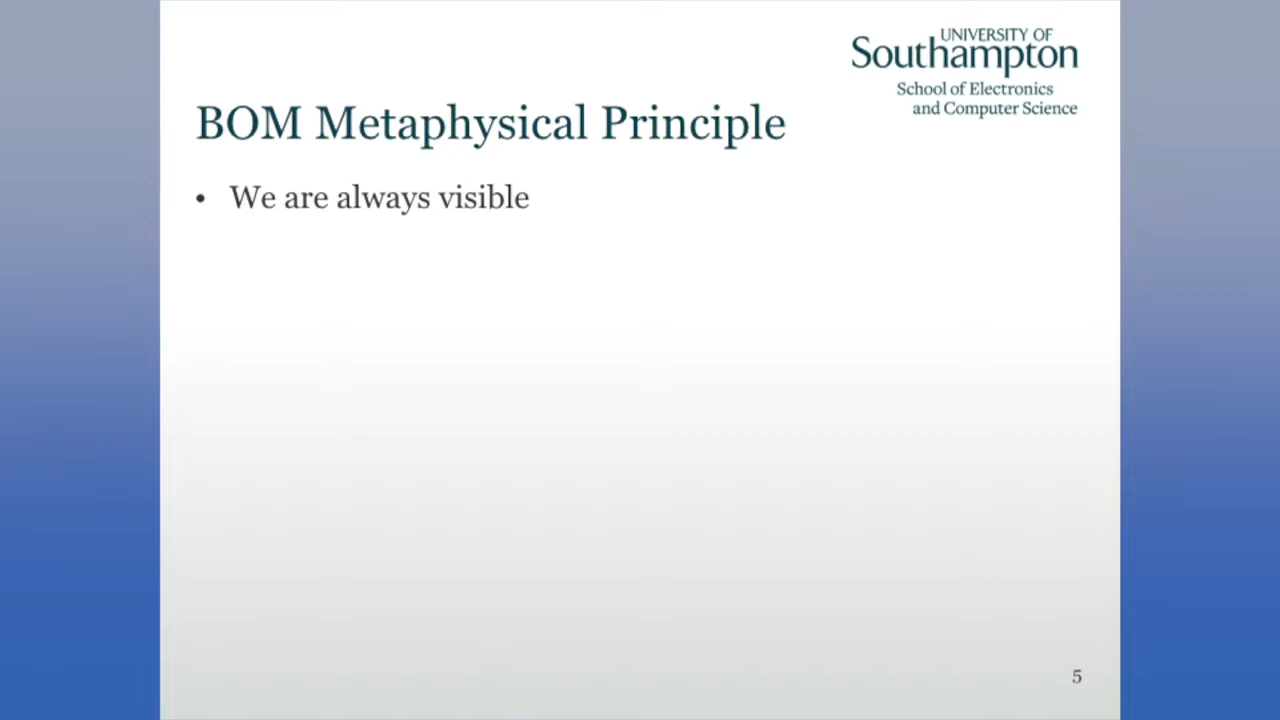 UNIVERSITY OF
Southampton
School of Electronics
and Computer Science
BOM Metaphysical Principle
• We are always visible
5